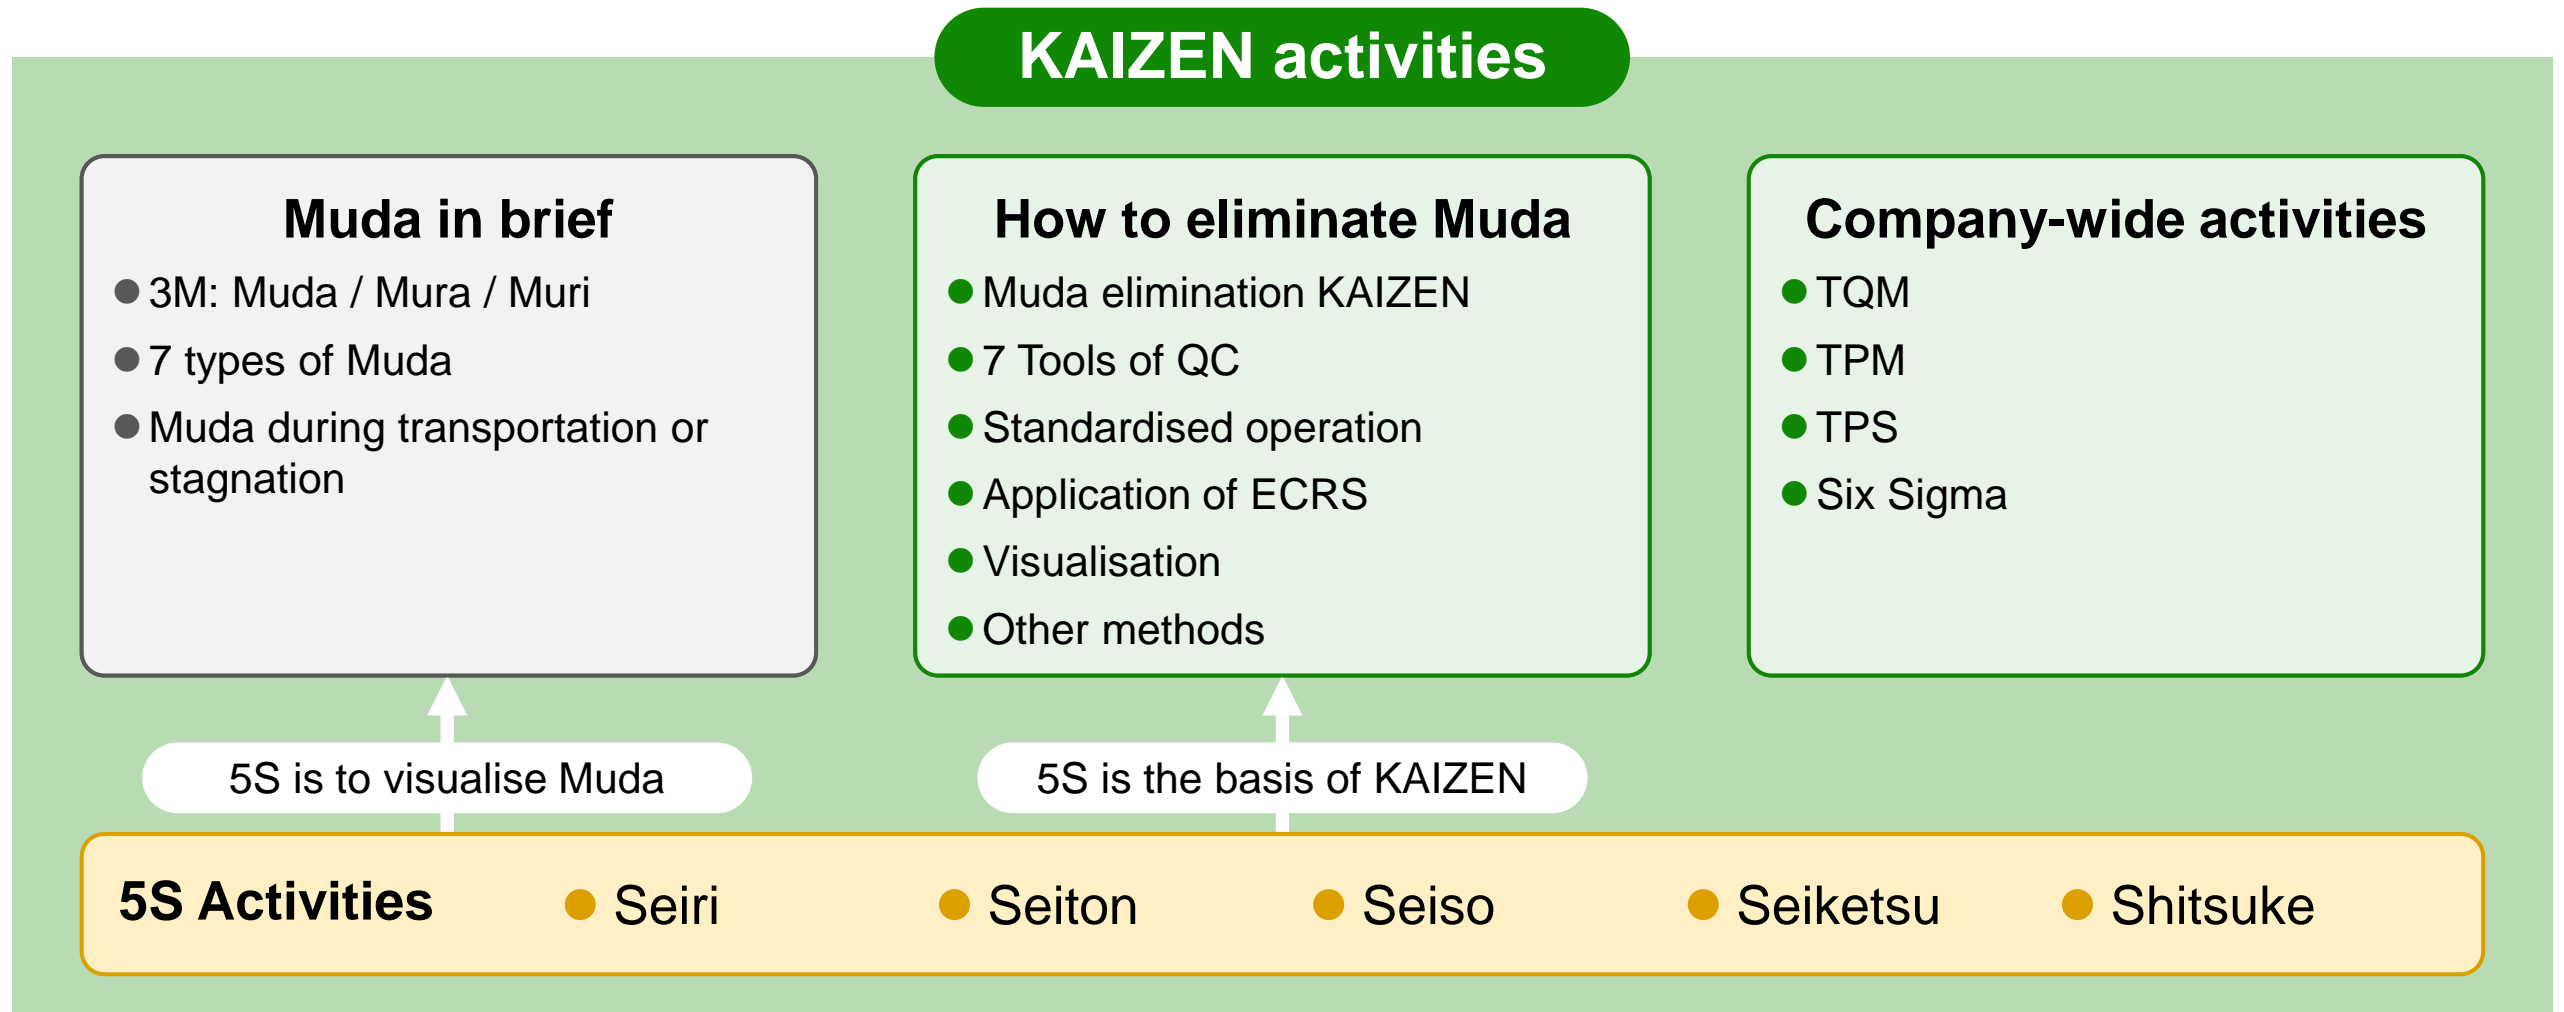 KAIZEN activities
Muda in brief
3M: Muda / Mura / Muri
7 types of Muda
Muda during transportation or
stagnation
How to eliminate Muda
Muda elimination KAIZEN
7 Tools of QC
Standardised operation
Application of ECRS
Visualisation
Other methods
Company-wide activities
TQM
TPM
TPS
Six Sigma
5S is to visualise Muda
5S is the basis of KAIZEN
5S Activities
Seiri
Seiton
Seiso
Seiketsu
Shitsuke